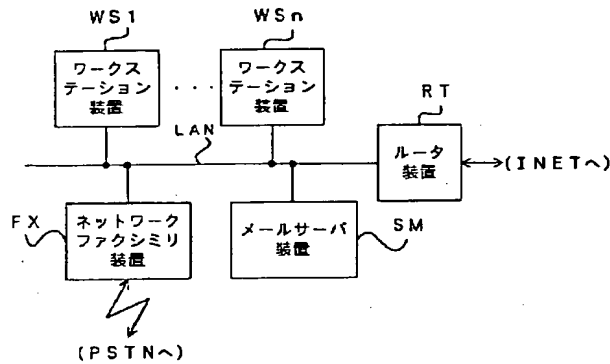 WS1
WSn
ワークス
テーション
装置
・・・
ワークス
テーション
装置
RT
LAN
ルータ
装置
(INETへ)
FX
ネットワーク
ファクシミリ
装置
メールサーバ
装置
SM
(PSTNへ)